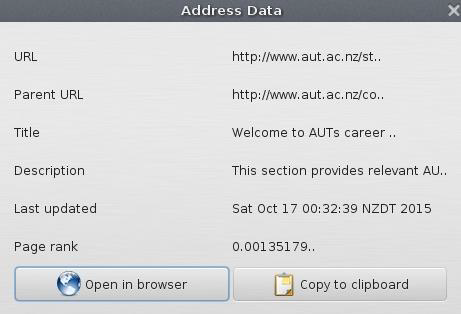 Address Data
URL http://www.aut.ac.nz/st..
Parent URL http://www.aut.ac.nz/co..
Title Welcome to AUTs career ..
Description This section provides relevant AU..
Last updated Sat Oct 17 00:32:39 NZDT 2015
Page rank 0.00135179..
Open in browser Copy to clipboard